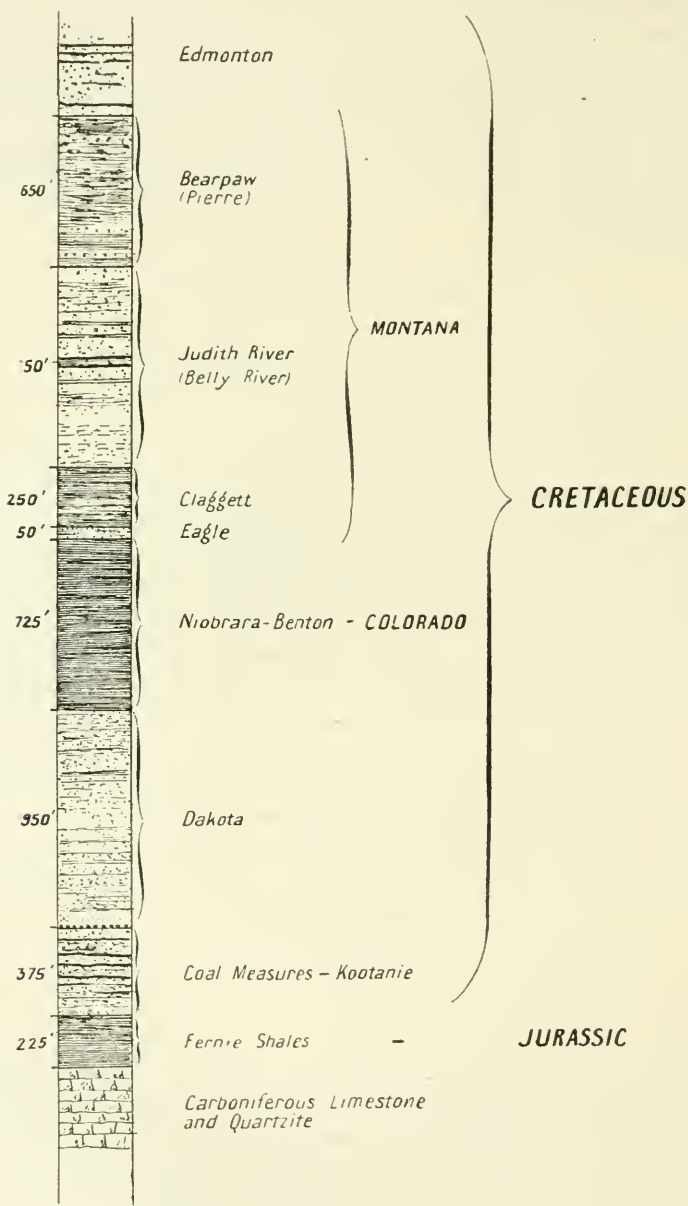 Edmonton
650'
Bearpaw
(Pierre)
MONTANA
Judith River
50'
(Belly River)
250'
Claggett
CRETACEOUS
50'
Eagle
725'
Niobrara-Benton - COLORADO
950'
Dakota
375'
Coal Measures - Kootanie
225'
Fernie Shales - JURASSIC
Carboniferous Limestone
and Quartzite